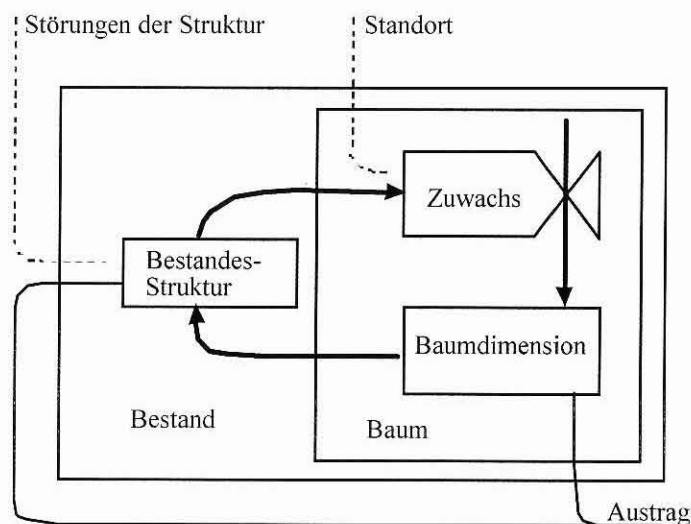 Störungen der Struktur
Standort
Zuwachs
Bestandes-
Struktur
Baumdimension
Bestand
Baum
Austrag